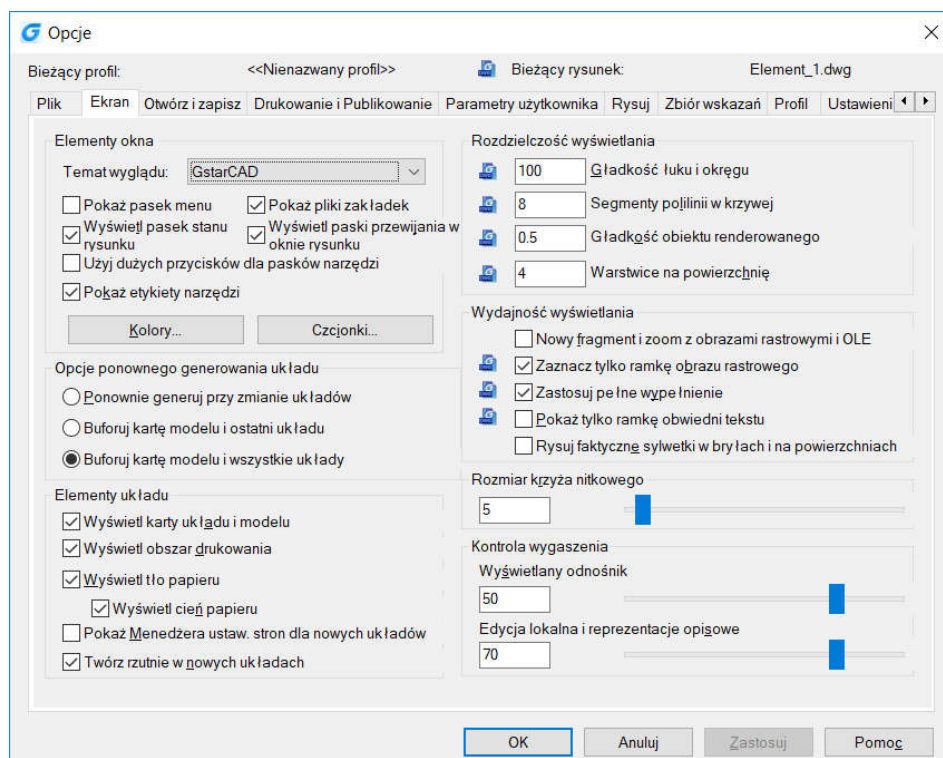 Opcje
Bieżący profil: <<Nienazwany profil>> Bieżący rysunek: Element_1.dwg
Plik Ekran Otwórz i zapisz Drukowanie i Publikowanie Parametry użytkownika Rysuj Zbiór wskazań Profil Ustawieni
Elementy okna
Temat wyglądu: GstarCAD
Pokaż pasek menu
Pokaż pliki zakładek
Wyświetl pasek stanu
rysunku
Wyświetl paski przewijania w
oknie rysunku
Użyj dużych przycisków dla pasków narzędzi
Pokaż etykiety narzędzi
Kolory... Czcionki...
Opcje ponownego generowania układu
Ponownie generuj przy zmianie układów
Buforuj kartę modelu i ostatni układu
Buforuj kartę modelu i wszystkie układy
Elementy układu
Wyświetl karty układu i modelu
Wyświetl obszar drukowania
Wyświetl tło papieru
Wyświetl cień papieru
Pokaż Menedżera ustaw. stron dla nowych układów
Twórz rzutnie w nowych układach
Rozdzielczość wyświetlania
100 Gładkość łuku i okręgu
8 Segmenty polilinii w krzywej
0.5 Gładkość obiektu renderowanego
4 Warstwice na powierzchnię
Wydajność wyświetlania
Nowy fragment i zoom z obrazami rastrowymi i OLE
Zaznacz tylko ramkę obrazu rastrowego
Zastosuj pełne wypełnienie
Pokaż tylko ramkę obwiedni tekstu
Rysuj faktyczne sylwetki w bryłach i na powierzchniach
Rozmiar krzyża nitkowego
5
Kontrola wygaszenia
Wyświetlany odnośnik
50
Edycja lokalna i reprezentacje opisowe
70
OK Anuluj Zastosuj Pomoc